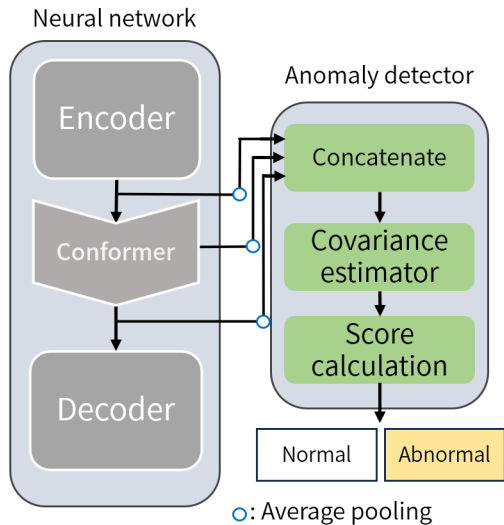 Neural network
Encoder
Conformer
Decoder
Anomaly detector
Concatenate
Covariance
estimator
Score
calculation
Normal
Abnormal
: Average pooling